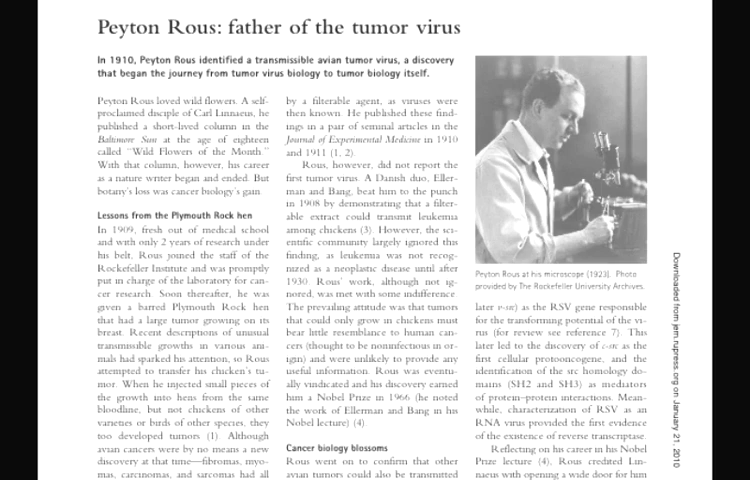 Peyton Rous: father of the tumor virus
In 1910, Peyton Rous identified a transmissible avian tumor virus, a discovery
that began the journey from tumor virus biology to tumor biology itself.
Peyton Rous loved wild flowers. A self-
proclaimed disciple of Carl Linnaeus, he
published a short-lived column in the
Baltimore Sun at the age of eighteen
called "Wild Flowers of the Month."
With that column, however, his career
as a nature writer began and ended. But
botany's loss was cancer biology's gain.
Lessons from the Plymouth Rock hen
In 1909, fresh out of medical school
and with only 2 years of research under
his belt, Rous joined the staff of the
Rockefeller Institute and was promptly
put in charge of the laboratory for can-
cer research. Soon thereafter, he was
given a barred Plymouth Rock hen
that had a large tumor growing on its
breast. Recent descriptions of unusual
transmissible growths in various ani-
mals had sparked his attention, so Rous
attempted to transfer his chicken's tu-
mor. When he injected small pieces of
the growth into hens from the same
bloodline, but not chickens of other
varieties or birds of other species, they
too developed tumors (1). Although
avian cancers were by no means a new
discovery at that time—fibromas, myo-
mas, carcinomas, and sarcomas had all
by a filterable agent, as viruses were
then known. He published these find-
ings in a pair of seminal articles in the
Journal of Experimental Medicine in 1910
and 1911 (1, 2).
Rous, however, did not report the
first tumor virus. A Danish duo, Eller-
man and Bang, beat him to the punch
in 1908 by demonstrating that a filter-
able extract could transmit leukemia
among chickens (3). However, the sci-
entific community largely ignored this
finding, as leukemia was not recog-
nized as a neoplastic disease until after
1930. Rous' work, although not ig-
nored, was met with some indifference.
The prevailing attitude was that tumors
that could only grow in chickens must
bear little resemblance to human can-
cers (thought to be noninfectious in or-
igin) and were unlikely to provide any
useful information. Rous was eventu-
ally vindicated and his discovery earned
him a Nobel Prize in 1966 (he noted
the work of Ellerman and Bang in his
Nobel lecture) (4).
Cancer biology blossoms
Rous went on to confirm that other
avian tumors could also be transmitted
Peyton Rous at his microscope (1923). Photo
provided by The Rockefeller University Archives.
later v-src) as the RSV gene responsible
for the transforming potential of the vi-
rus (for review see reference 7). This
later led to the discovery of c-src as the
first cellular protooncogene, and the
identification of the src homology do-
mains (SH2 and SH3) as mediators
of protein–protein interactions. Mean-
while, characterization of RSV as an
RNA virus provided the first evidence
of the existence of reverse transcriptase.
Reflecting on his career in his Nobel
Prize lecture (4), Rous credited Lin-
naeus with opening a wide door for him
Downloaded from jem.rupress.org on January 21, 2010